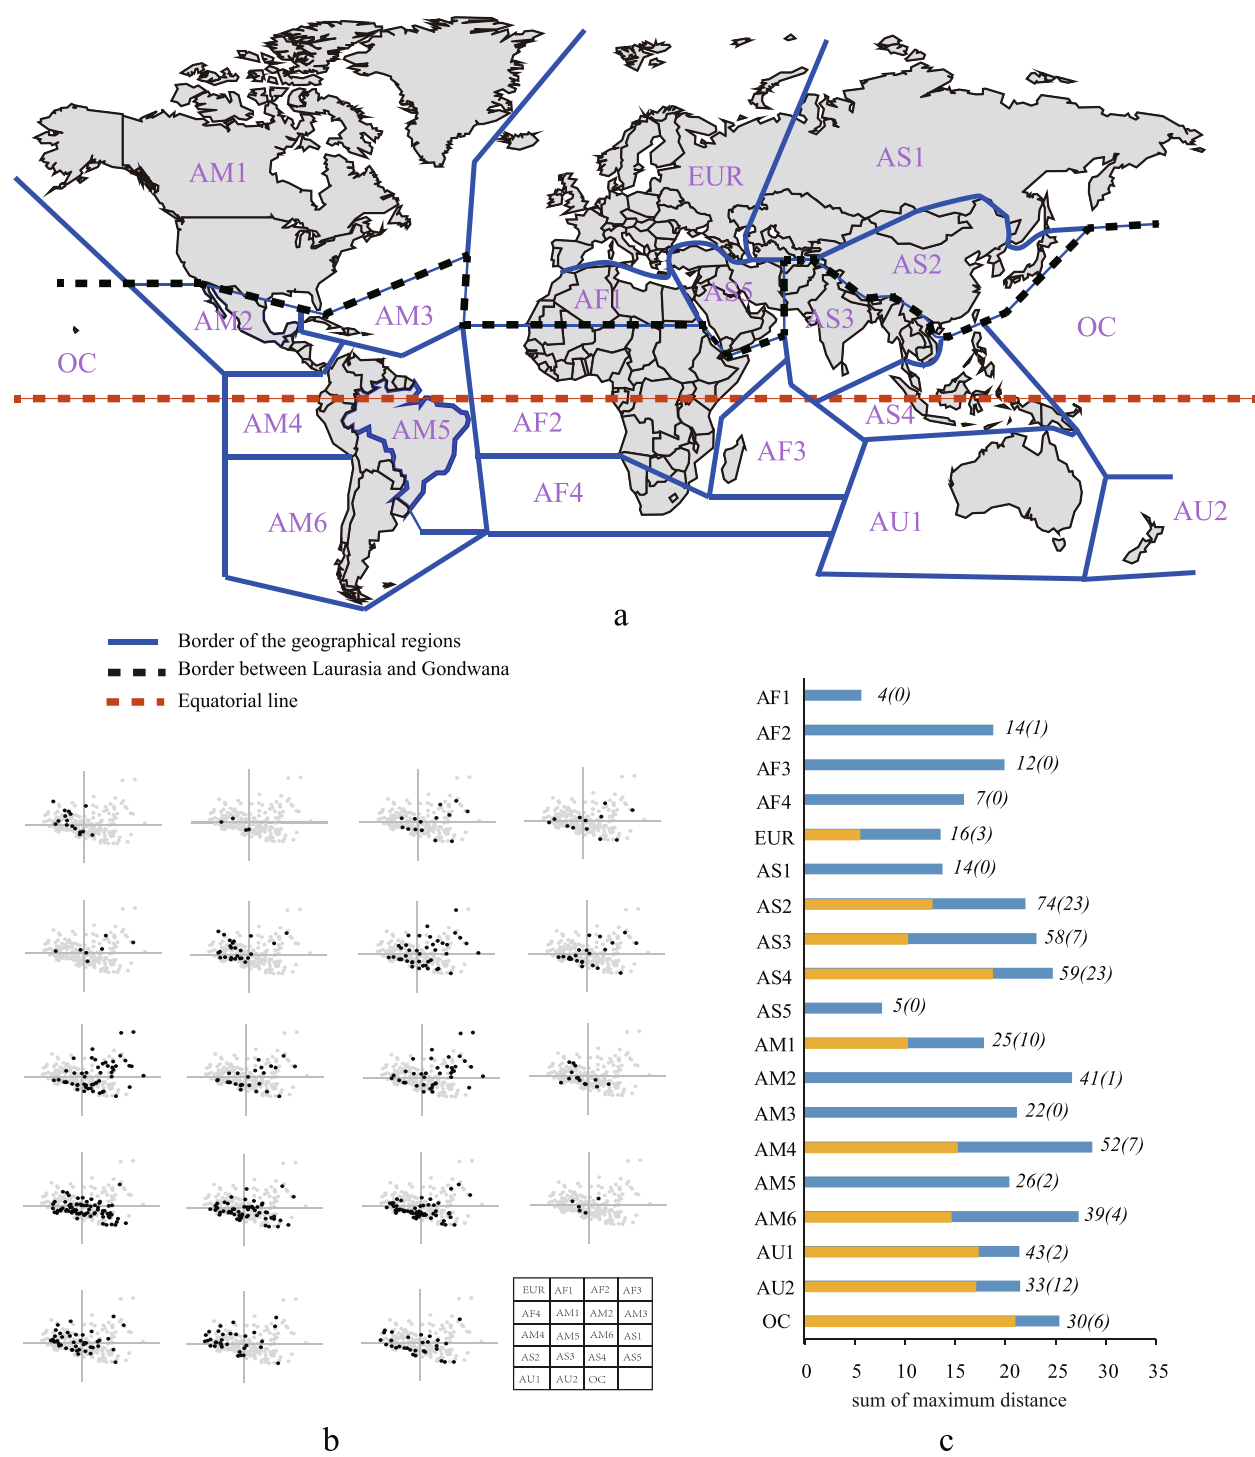 AM1
EUR
AS1
AS2
AM2
AM3
AF1
AS5
AS3
OC
OC
AM4
AM5
AF2
AS4
AF3
AM6
AF4
AU1
AU2
a
Border of the geographical regions
Border between Laurasia and Gondwana
Equatorial line
EUR AF1 AF2 AF3
AF4 AM1 AM2 AM3
AM4 AM5 AM6 AS1
AS2 AS3 AS4 AS5
AU1 AU2 OC
b
AF1 4(0)
AF2 14(1)
AF3 12(0)
AF4 7(0)
EUR 16(3)
AS1 14(0)
AS2 74(23)
AS3 58(7)
AS4 59(23)
AS5 5(0)
AM1 25(10)
AM2 41(1)
AM3 22(0)
AM4 52(7)
AM5 26(2)
AM6 39(4)
AU1 43(2)
AU2 33(12)
OC 30(6)
0 5 10 15 20 25 30 35
sum of maximum distance
c